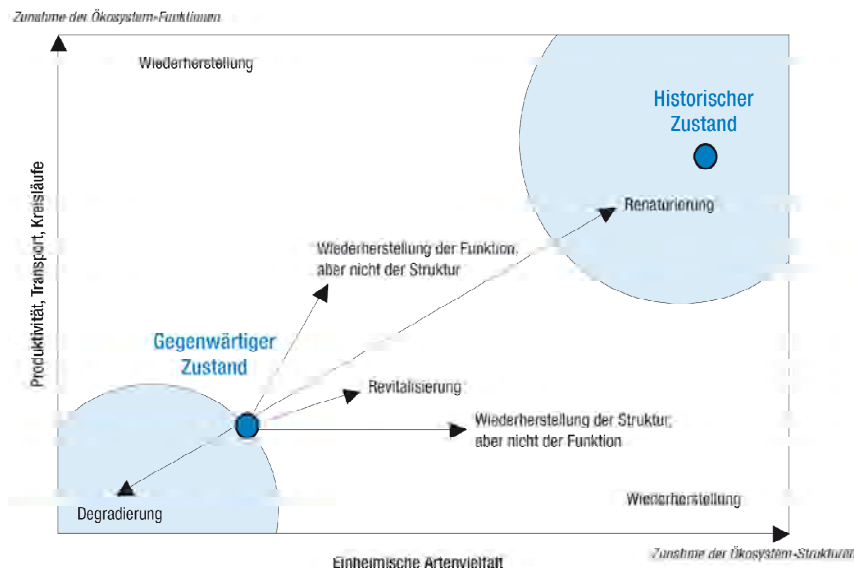 Zunahme der Ökosystem-Funktionen
Wiederherstellung
Historischer
Zustand
Produktivität, Transport, Kreisläufe
Renaturierung
Wiederherstellung der Funktion,
aber nicht der Struktur
Gegenwärtiger
Zustand
Revitalisierung
Wiederherstellung der Struktur,
aber nicht der Funktion
Degradierung
Wiederherstellung
Einheimische Artenvielfalt
Zunahme der Ökosystem-Strukturen